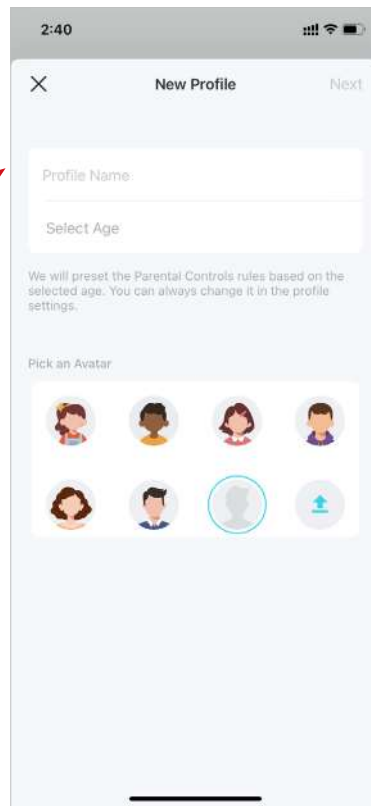 2:40
New Profile Next
Profile Name
Select Age
We will preset the Parental Controls rules based on the
selected age. You can always change it in the profile
settings.
Pick an Avatar